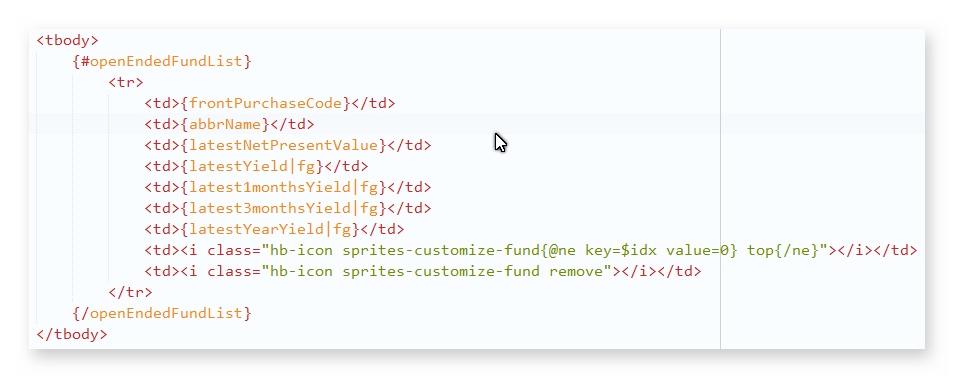 <tbody>
{#openEndedFundList}
<tr>
<td>{frontPurchaseCode}</td>
<td>{abbrName}</td>
<td>{latestNetPresentValue}</td>
<td>{latestYield|fg}</td>
<td>{latest1monthsYield|fg}</td>
<td>{latest3monthsYield|fg}</td>
<td>{latestYearYield|fg}</td>
<td><i class="hb-icon sprites-customize-fund{@ne key=$idx value=0} top{/ne}"></i></td>
<td><i class="hb-icon sprites-customize-fund remove"></i></td>
</tr>
{/openEndedFundList}
</tbody>